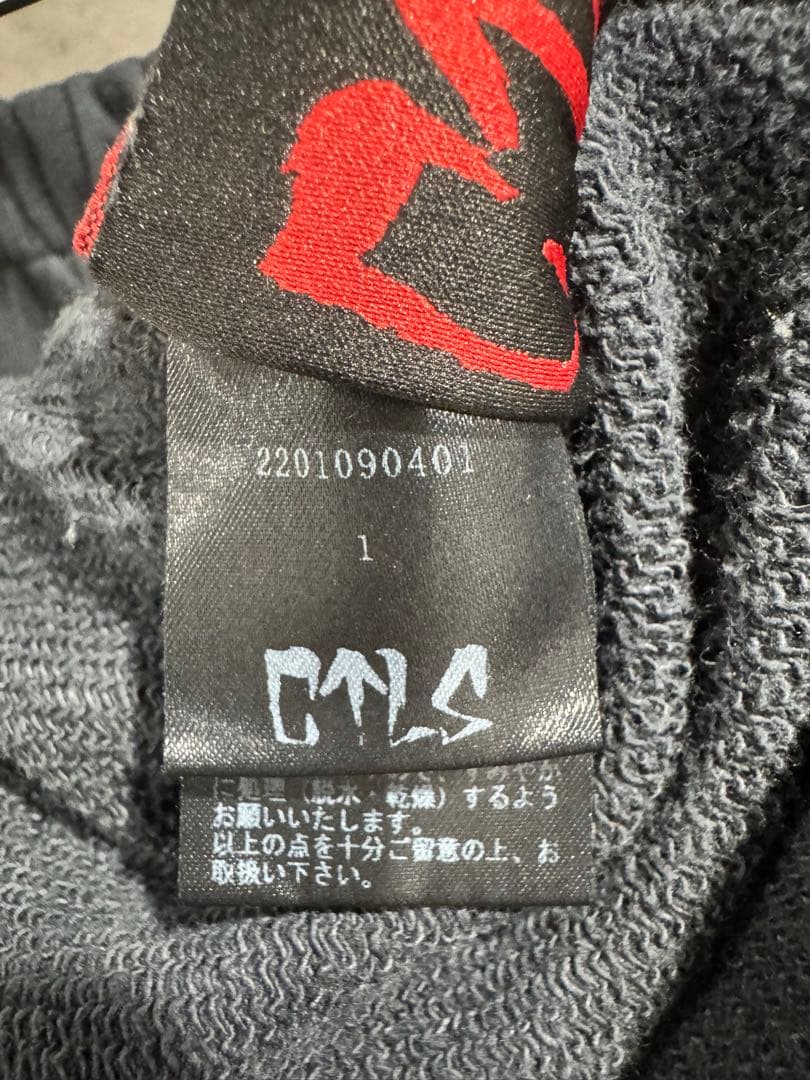 2201090401
1
CTLS
に処理(脱水・乾燥)するよう
お願いいたします。
以上の点を十分ご留意の上、お
取扱い下さい。